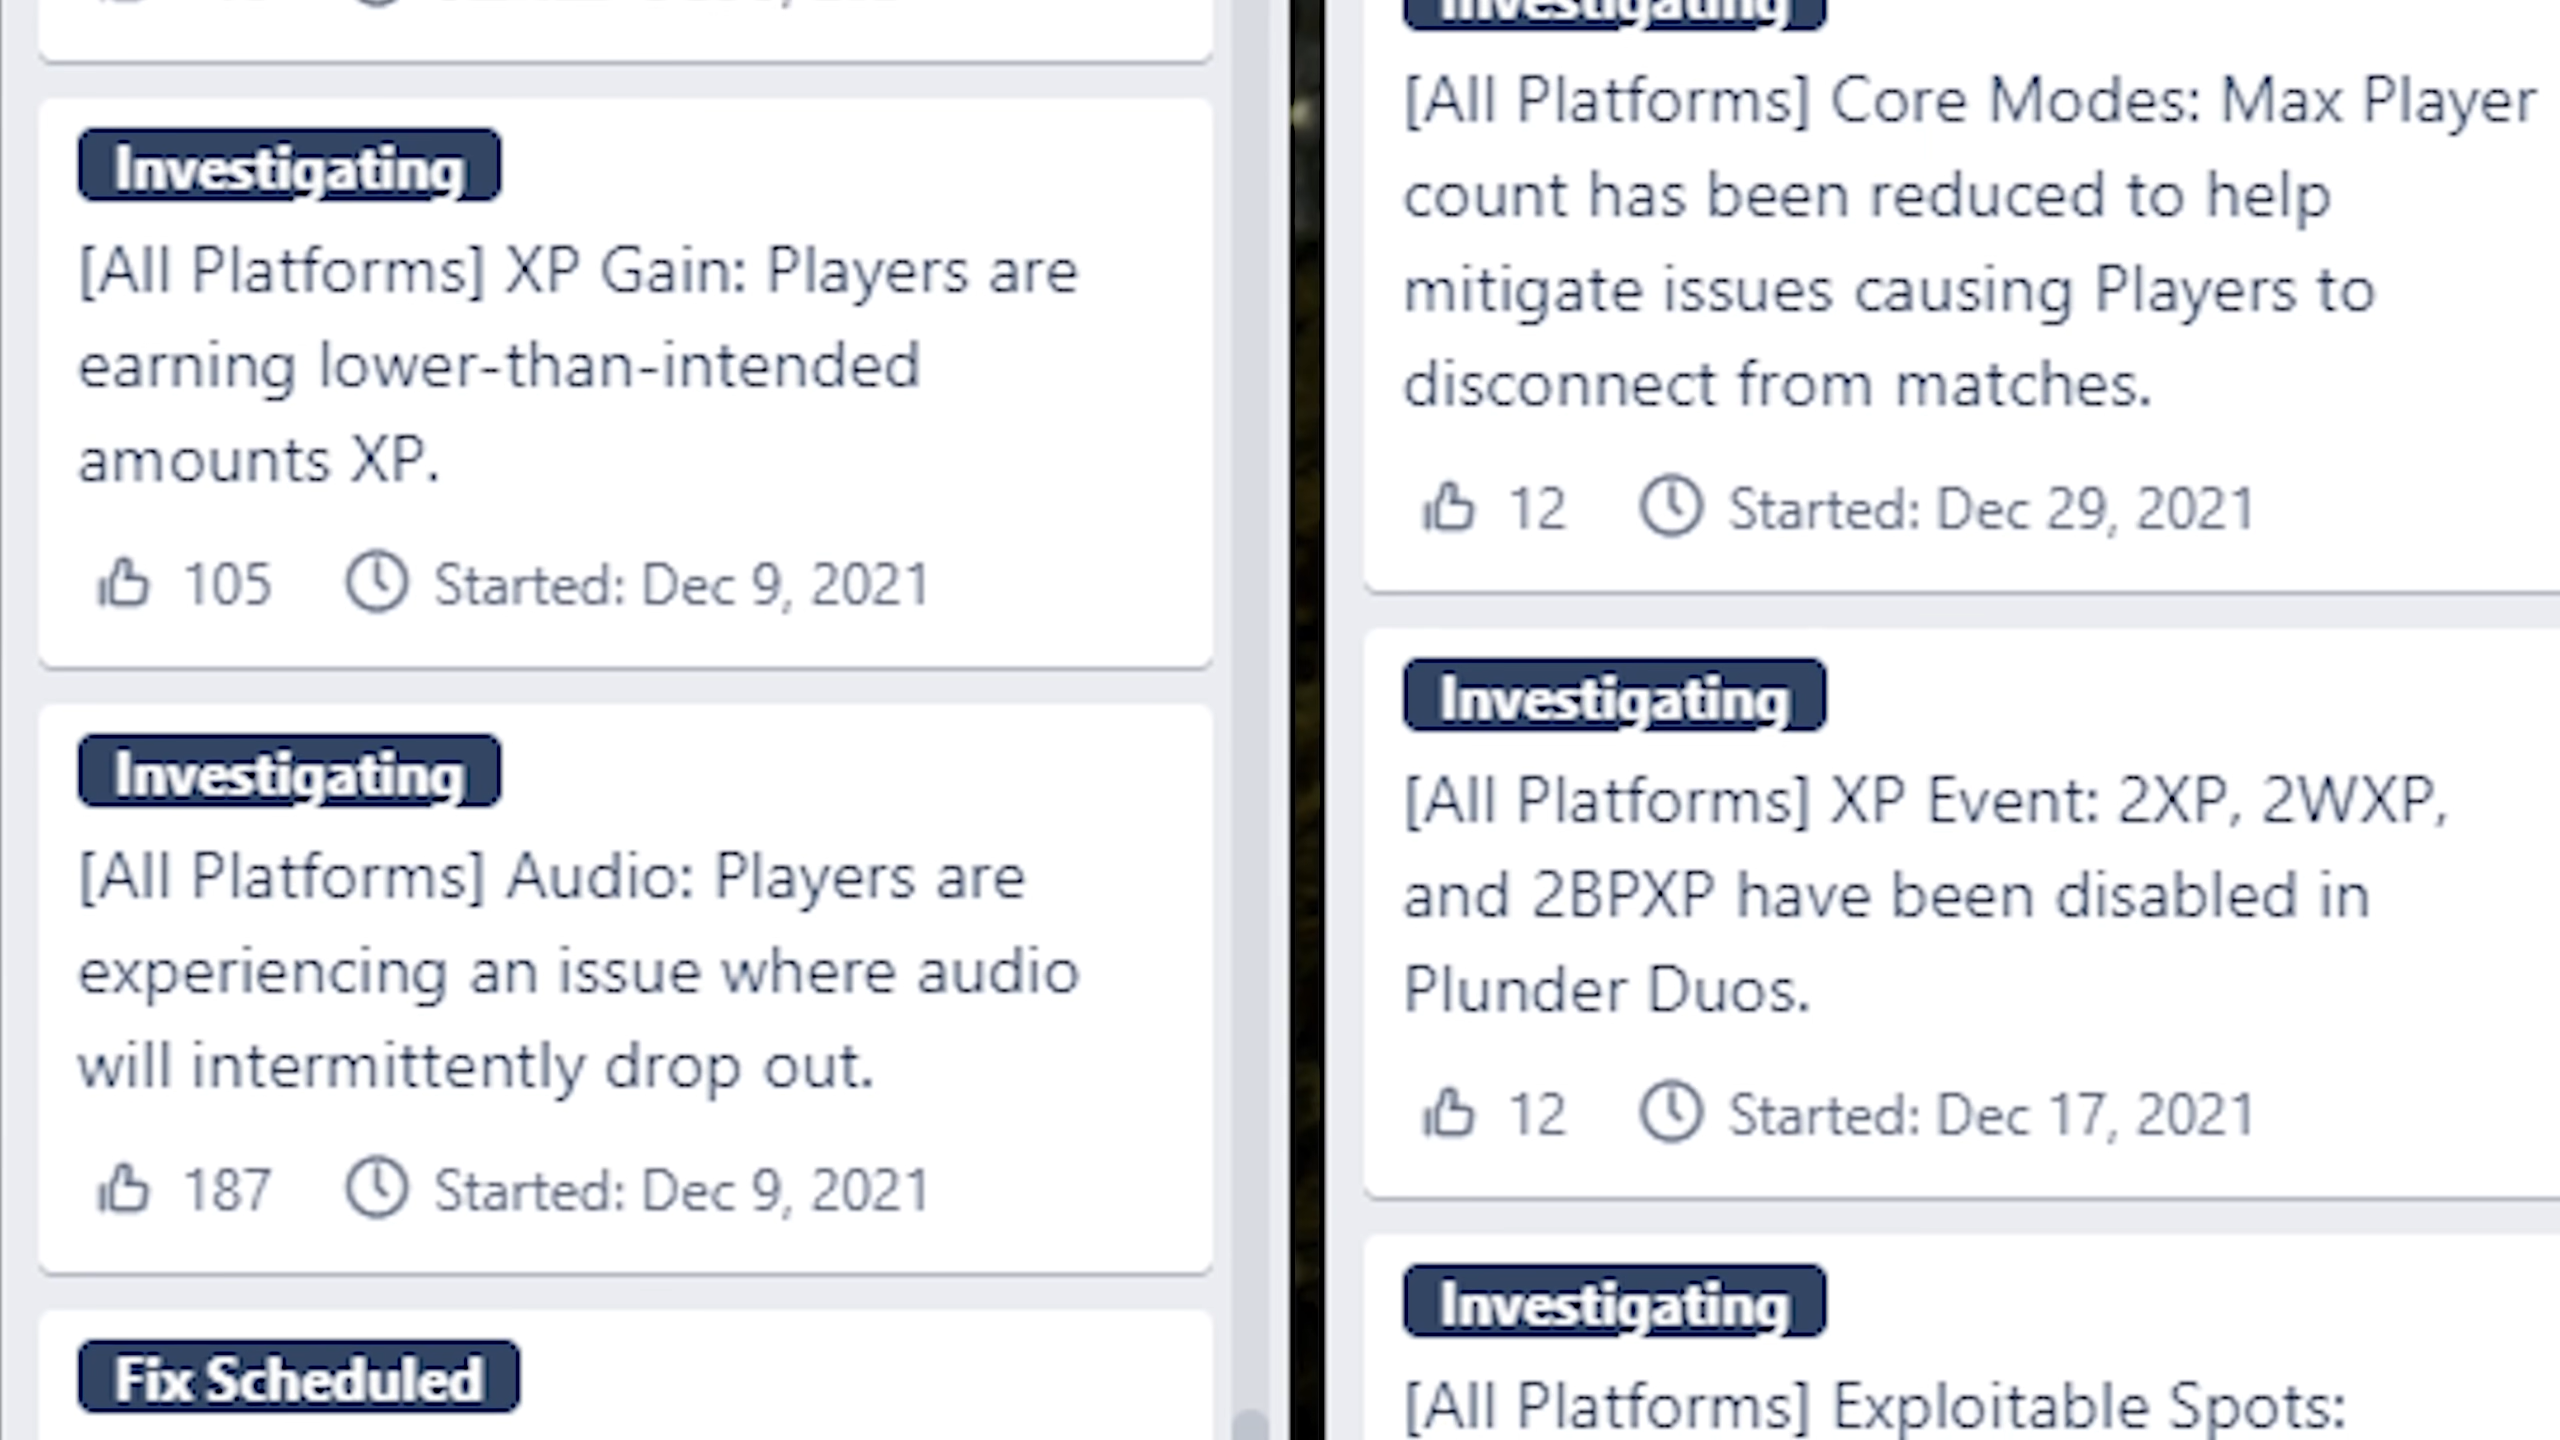 Investigating
[All Platforms] XP Gain: Players are
earning lower-than-intended
amounts XP.
105 Started: Dec 9, 2021
Investigating
[All Platforms] Audio: Players are
experiencing an issue where audio
will intermittently drop out.
187 Started: Dec 9, 2021
Fix Scheduled
Investigating
[All Platforms] Core Modes: Max Player
count has been reduced to help
mitigate issues causing Players to
disconnect from matches.
12 Started: Dec 29, 2021
Investigating
[All Platforms] XP Event: 2XP, 2WXP,
and 2BPXP have been disabled in
Plunder Duos.
12 Started: Dec 17, 2021
Investigating
[All Platforms] Exploitable Spots: